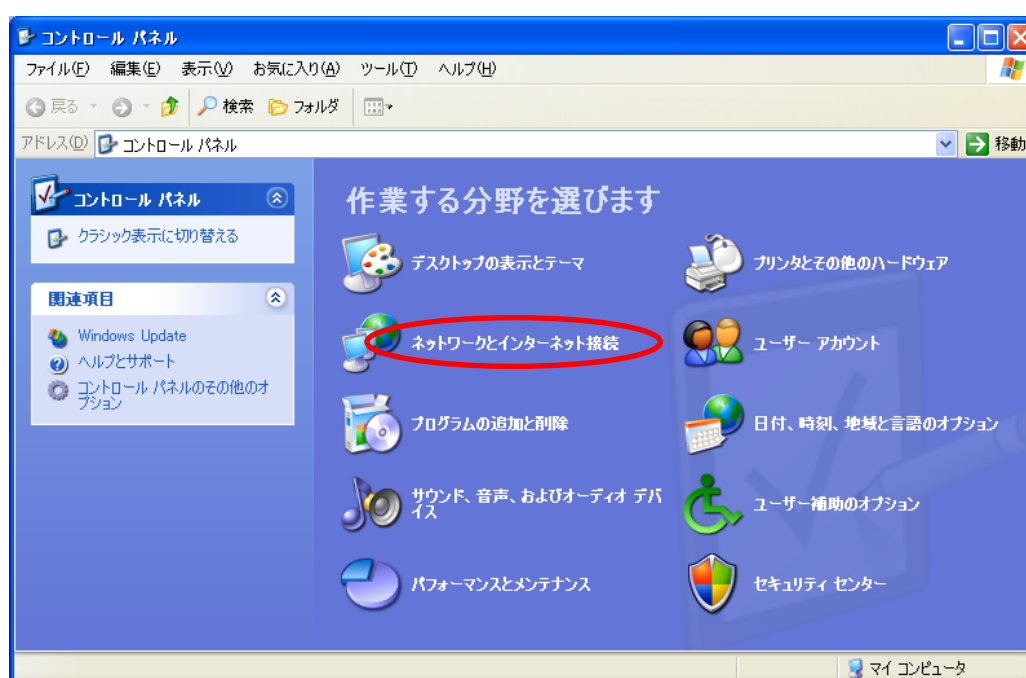 コントロール パネル
ファイル(F) 編集(E) 表示(V) お気に入り(A) ツール(T) ヘルプ(H)
戻る 検索 フォルダ
アドレス(D) コントロール パネル 移動
コントロール パネル
クラシック表示に切り替える
関連項目
Windows Update
ヘルプとサポート
コントロール パネルのその他のオ
プション
作業する分野を選びます
デスクトップの表示とテーマ
プリンタとその他のハードウェア
ネットワークとインターネット接続
ユーザー アカウント
プログラムの追加と削除
日付、時刻、地域と言語のオプション
サウンド、音声、およびオーディオ デバ
イス
ユーザー補助のオプション
パフォーマンスとメンテナンス
セキュリティ センター
マイ コンピュータ